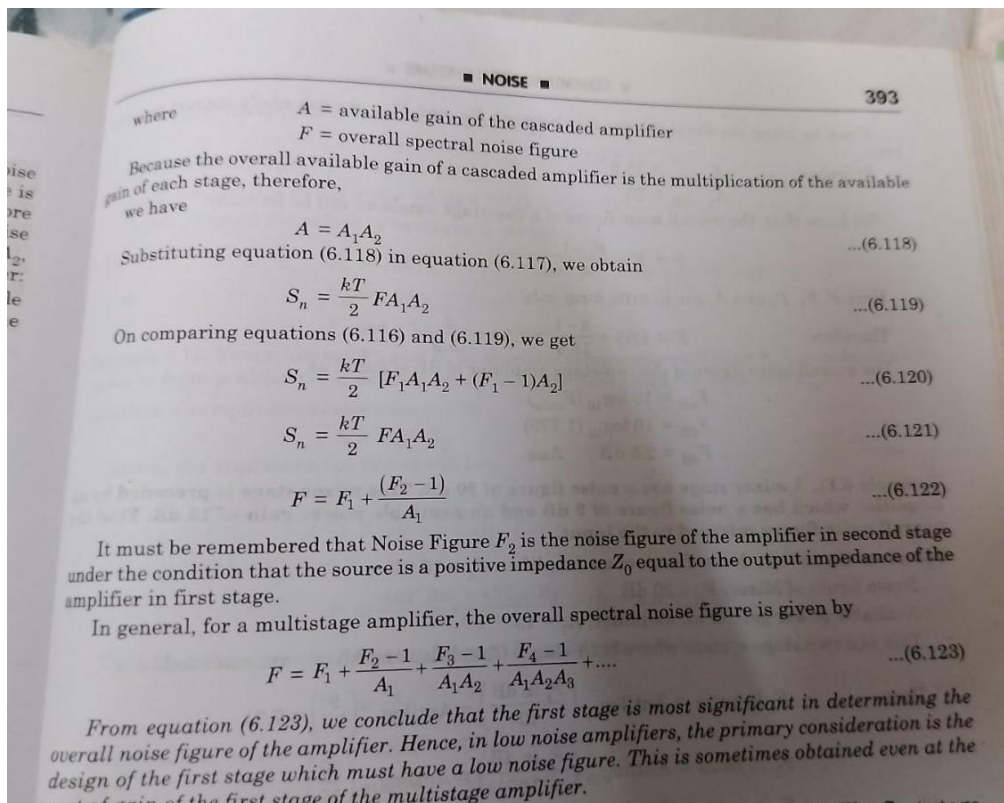 ■ NOISE ■
393
where
A = available gain of the cascaded amplifier
F = overall spectral noise figure
Because the overall available gain of a cascaded amplifier is the multiplication of the available
gain of each stage, therefore,
we have
A = A₁A₂ ...(6.118)
Substituting equation (6.118) in equation (6.117), we obtain
Sₙ = kT/2 FA₁A₂ ...(6.119)
On comparing equations (6.116) and (6.119), we get
Sₙ = kT/2 [F₁A₁A₂ + (F₁ – 1)A₂] ...(6.120)
Sₙ = kT/2 FA₁A₂ ...(6.121)
F = F₁ + (F₂ – 1)/A₁ ...(6.122)
It must be remembered that Noise Figure F₂ is the noise figure of the amplifier in second stage
under the condition that the source is a positive impedance Z₀ equal to the output impedance of the
amplifier in first stage.
In general, for a multistage amplifier, the overall spectral noise figure is given by
F = F₁ + F₂ – 1/A₁ + F₃ – 1/A₁A₂ + F₄ – 1/A₁A₂A₃ +.... ...(6.123)
From equation (6.123), we conclude that the first stage is most significant in determining the
overall noise figure of the amplifier. Hence, in low noise amplifiers, the primary consideration is the
design of the first stage which must have a low noise figure. This is sometimes obtained even at the
gain of the first stage of the multistage amplifier.